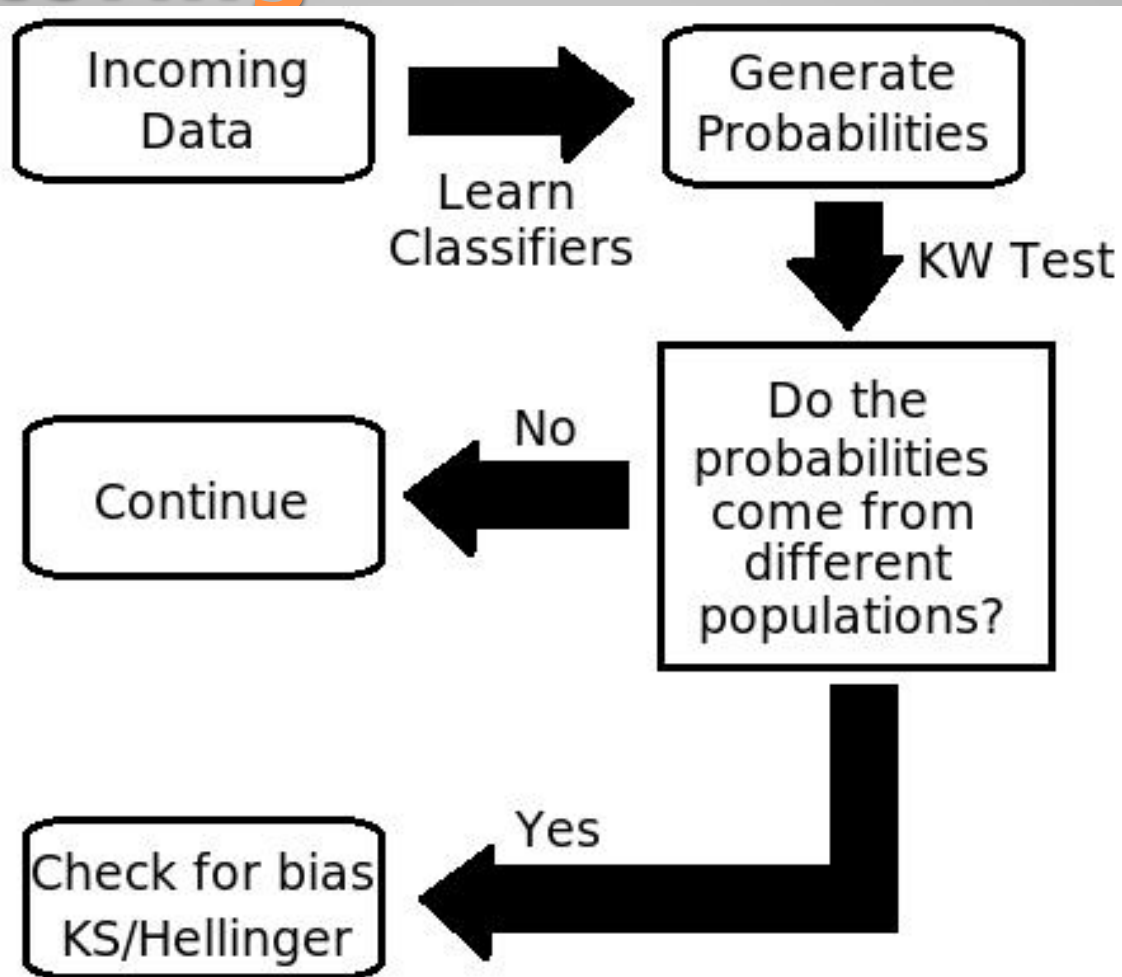 Incoming
Data
Learn
Classifiers
Generate
Probabilities
KW Test
Do the
probabilities
come from
different
populations?
No
Continue
Yes
Check for bias
KS/Hellinger